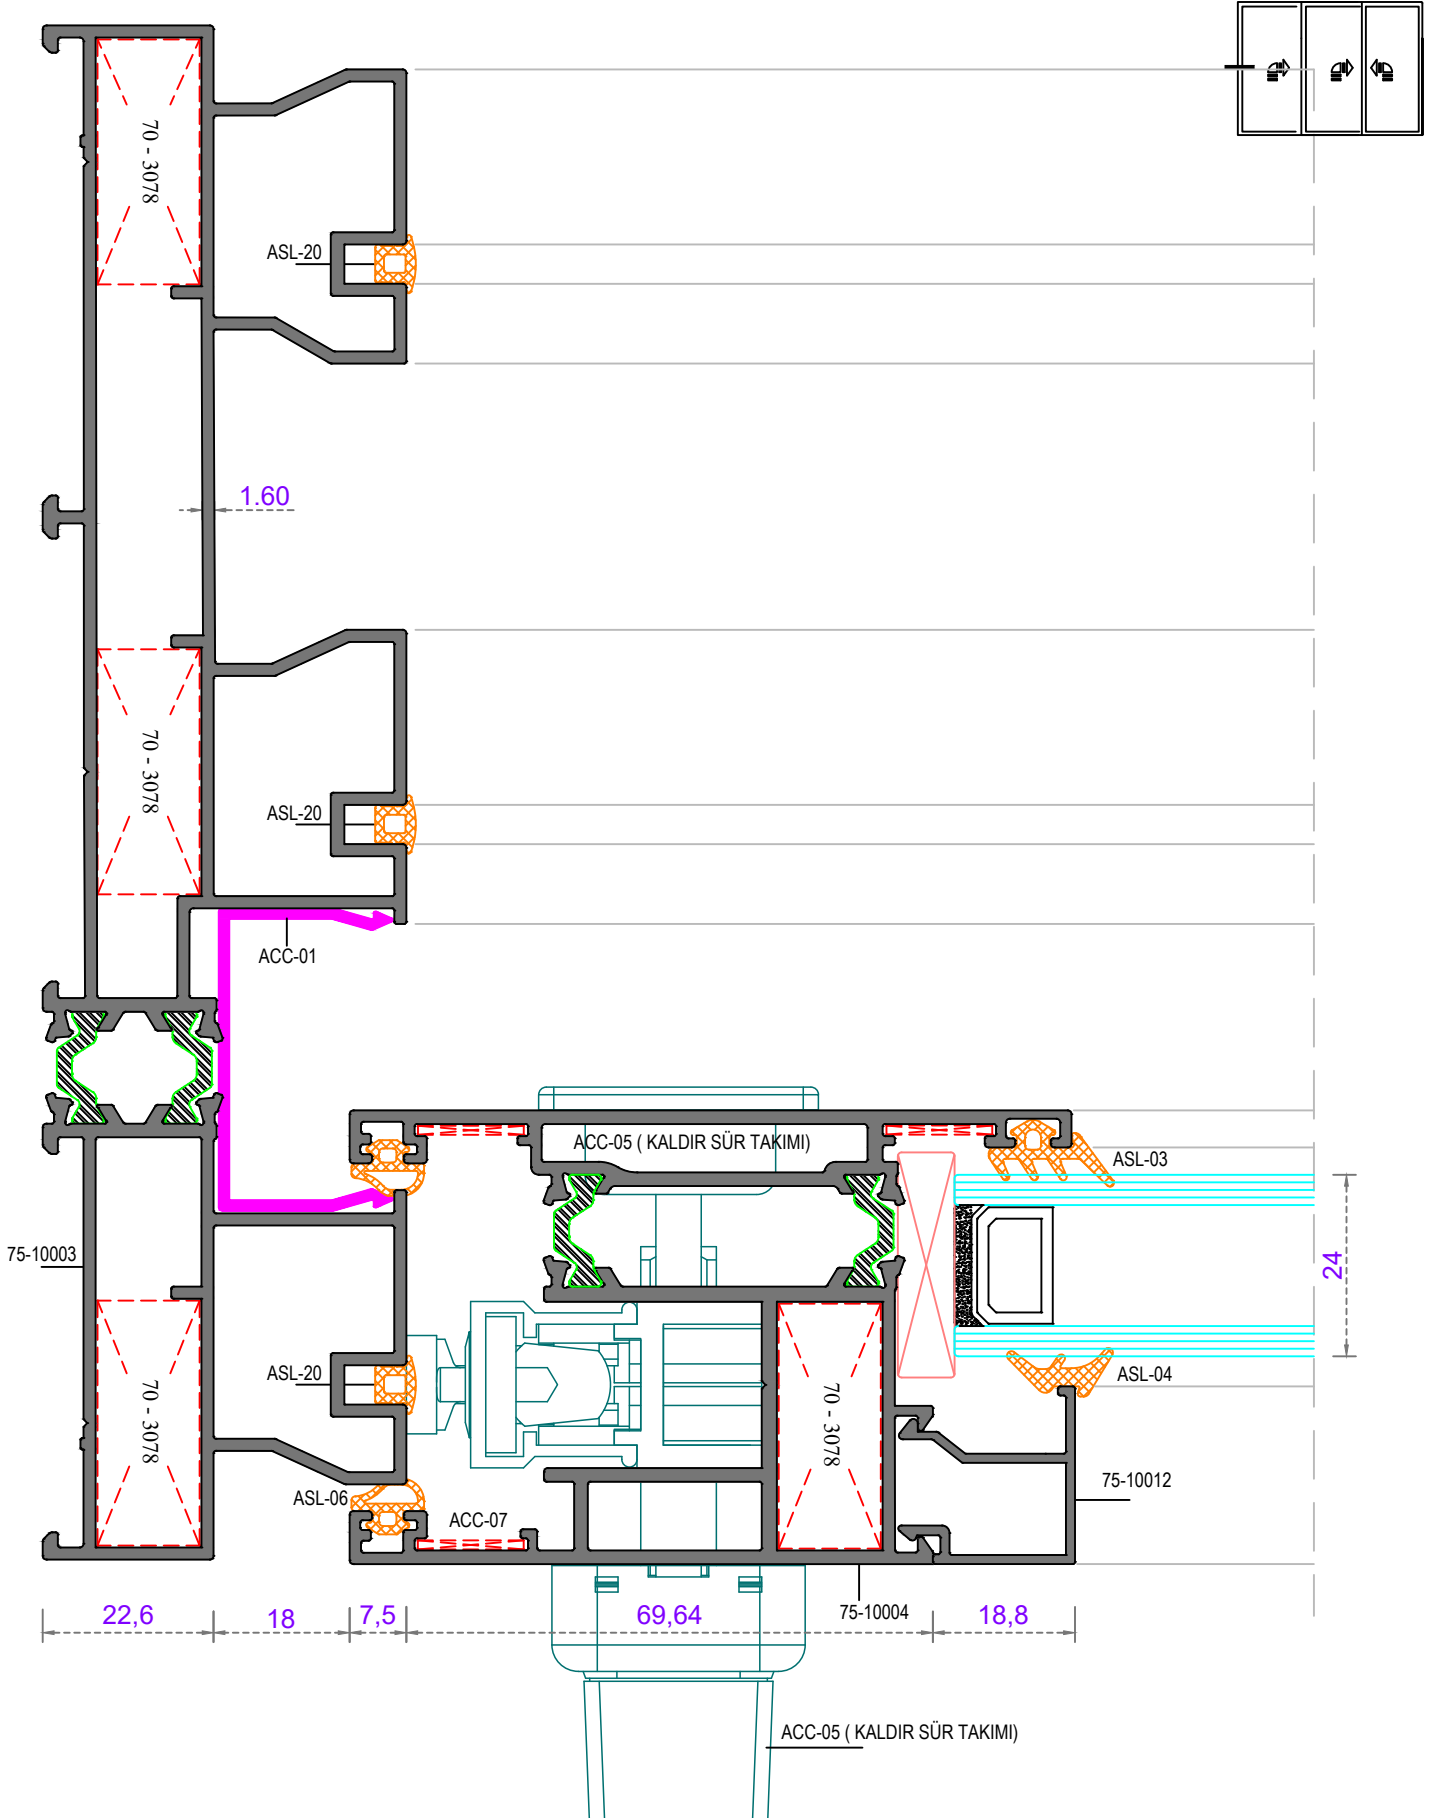 70 - 3078
ASL-20
1.60
70 - 3078
ASL-20
ACC-01
ACC-05 ( KALDIR SÜR TAKIMI)
ASL-03
75-10003
24
ASL-20
ASL-04
70 - 3078
70 - 3078
75-10012
ASL-06
ACC-07
22,6
18
7,5
69,64
75-10004
18,8
ACC-05 ( KALDIR SÜR TAKIMI)